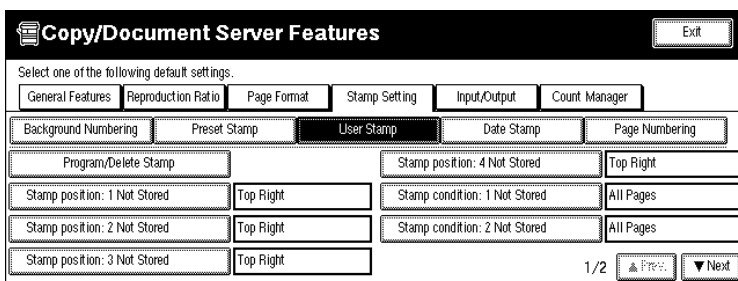 Copy/Document Server Features
Exit
Select one of the following default settings.
General Features Reproduction Ratio Page Format Stamp Setting Input/Output Count Manager
Background Numbering Preset Stamp User Stamp Date Stamp Page Numbering
Program/Delete Stamp Stamp position: 4 Not Stored Top Right
Stamp position: 1 Not Stored Top Right Stamp condition: 1 Not Stored All Pages
Stamp position: 2 Not Stored Top Right Stamp condition: 2 Not Stored All Pages
Stamp position: 3 Not Stored Top Right 1/2 ▲ Prev. ▼ Next